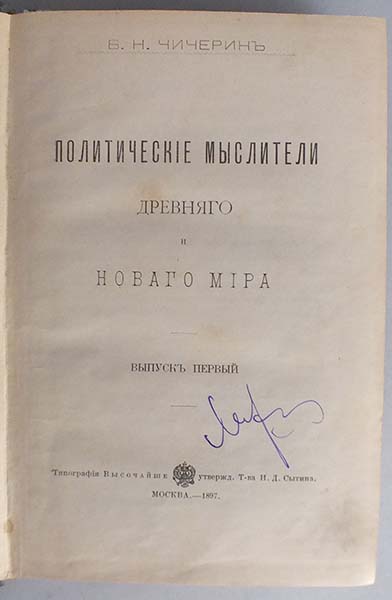 Б. Н. ЧИЧЕРИНЪ
ПОЛИТИЧЕСКІЕ МЫСЛИТЕЛИ
ДРЕВНЯГО
И
НОВАГО МІРА
ВЫПУСКЪ ПЕРВЫЙ
Типографія Высочайше утвержд. Т-ва И. Д. Сытина.
МОСКВА.—1897.